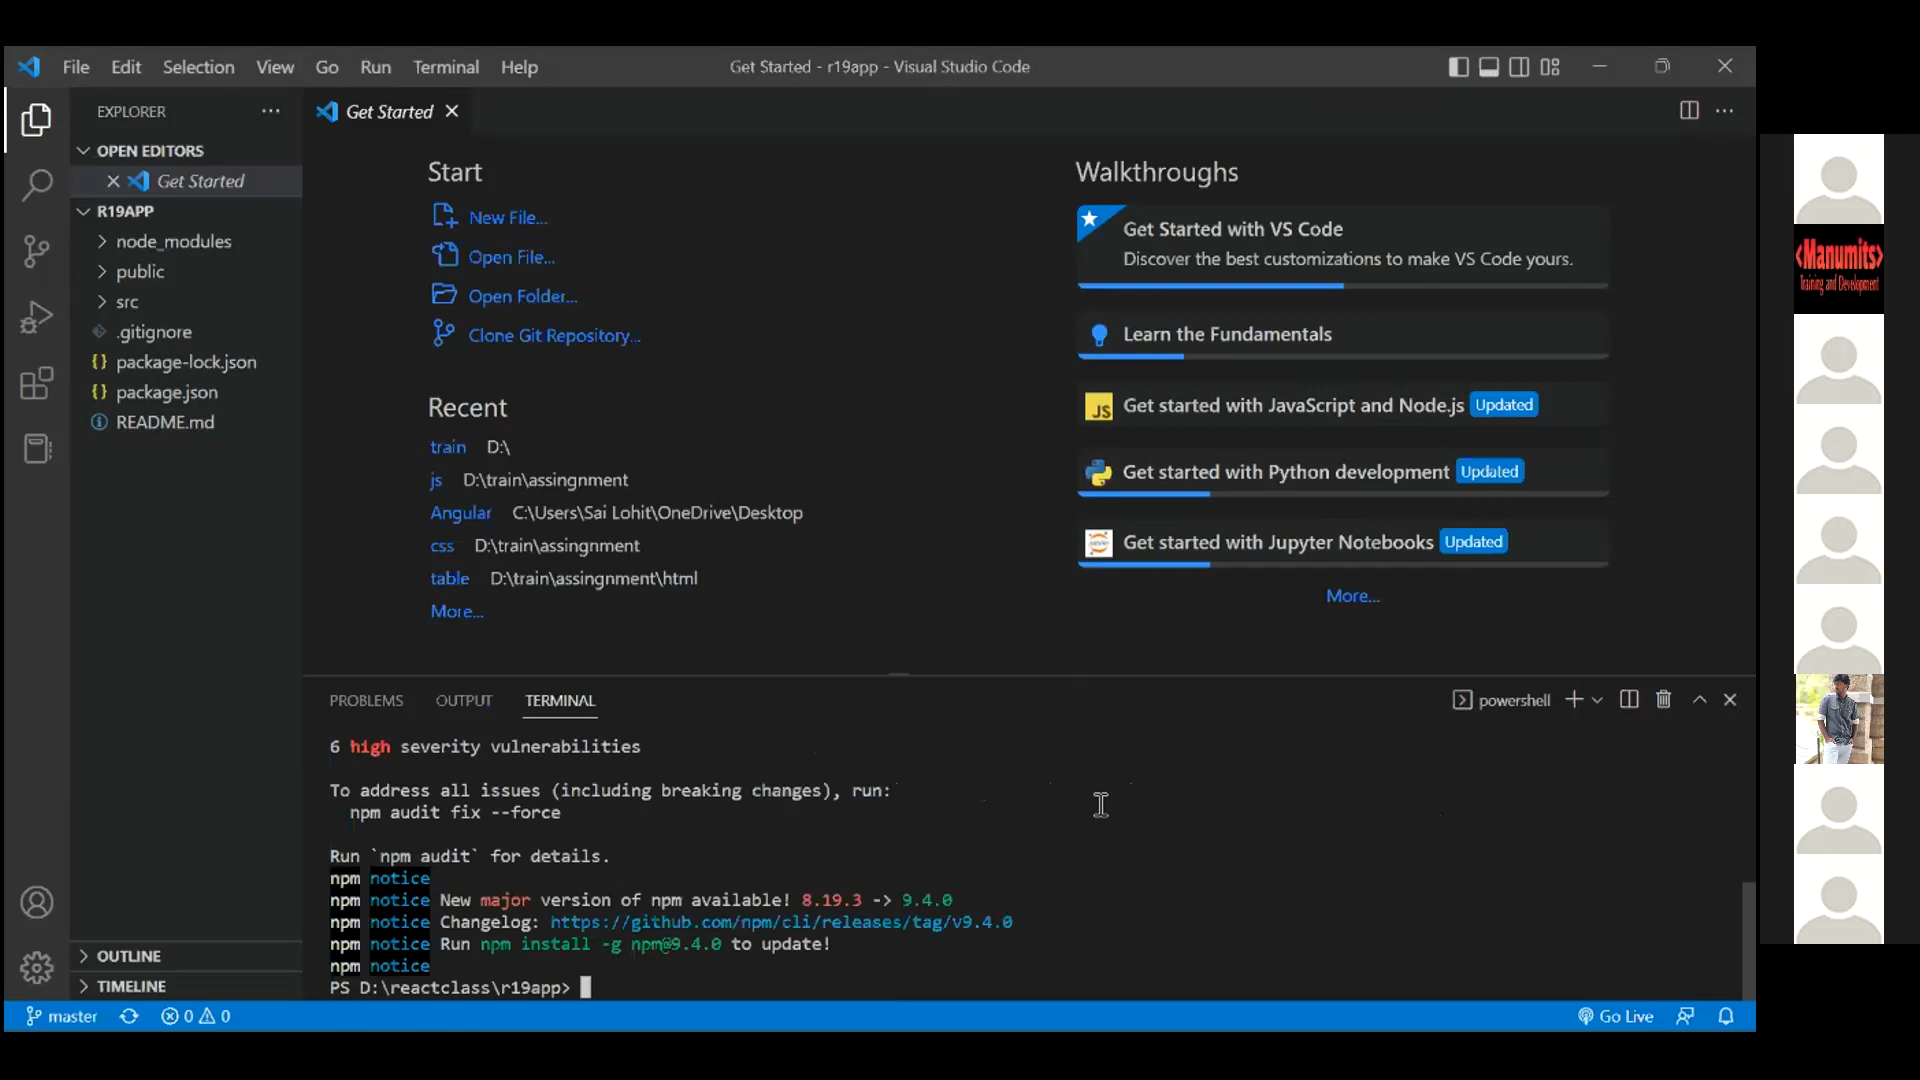 File Edit Selection View Go Run Terminal Help
Get Started - r19app - Visual Studio Code
EXPLORER
OPEN EDITORS
Get Started
R19APP
node_modules
public
src
.gitignore
package-lock.json
package.json
README.md
OUTLINE
TIMELINE
Get Started
Start
New File...
Open File...
Open Folder...
Clone Git Repository...
Recent
train D:\
js D:\train\assingnment
Angular C:\Users\Sai Lohit\OneDrive\Desktop
css D:\train\assingnment
table D:\train\assingnment\html
More...
Walkthroughs
Get Started with VS Code
Discover the best customizations to make VS Code yours.
Learn the Fundamentals
JS Get started with JavaScript and Node.js Updated
Get started with Python development Updated
Get started with Jupyter Notebooks Updated
More...
PROBLEMS OUTPUT TERMINAL
powershell
6 high severity vulnerabilities
To address all issues (including breaking changes), run:
npm audit fix --force
Run `npm audit` for details.
npm notice
npm notice New major version of npm available! 8.19.3 -> 9.4.0
npm notice Changelog: https://github.com/npm/cli/releases/tag/v9.4.0
npm notice Run npm install -g npm@9.4.0 to update!
npm notice
PS D:\reactclass\r19app>
master 0 0
Go Live
<Manumits>
Training and Development